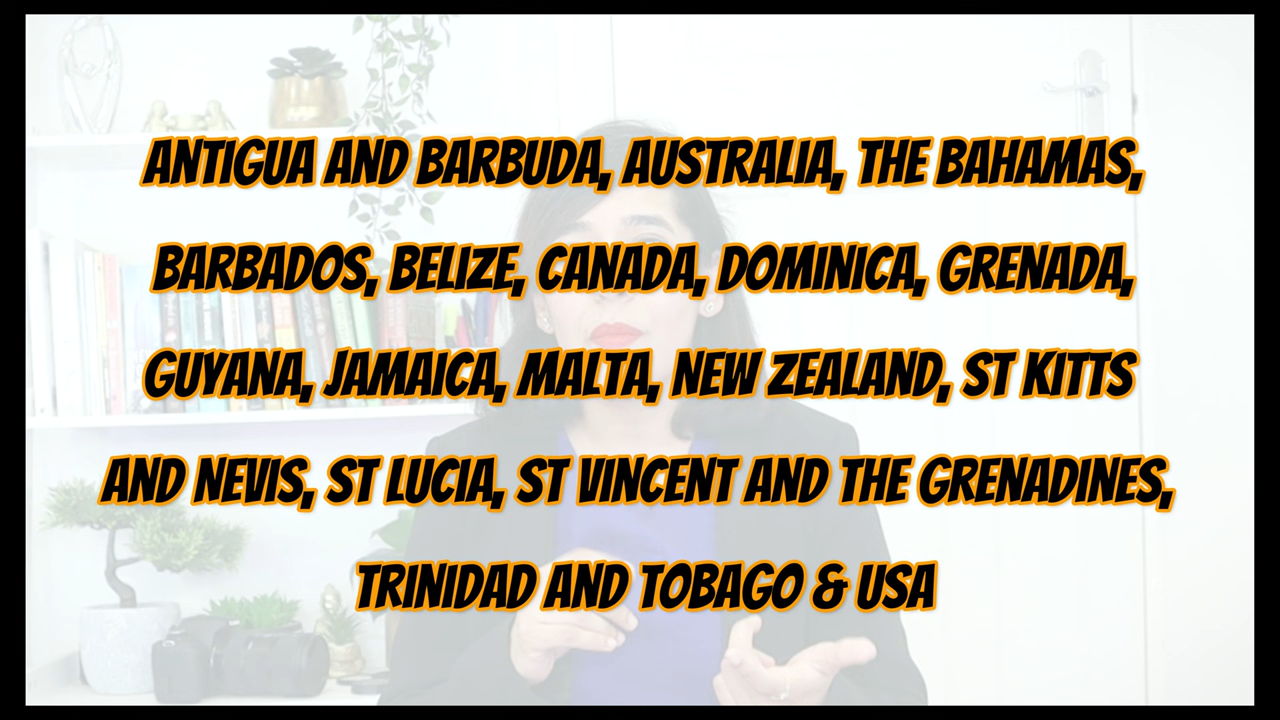 ANTIGUA AND BARBUDA, AUSTRALIA, THE BAHAMAS,
BARBADOS, BELIZE, CANADA, DOMINICA, GRENADA,
GUYANA, JAMAICA, MALTA, NEW ZEALAND, ST KITTS
AND NEVIS, ST LUCIA, ST VINCENT AND THE GRENADINES,
TRINIDAD AND TOBAGO & USA